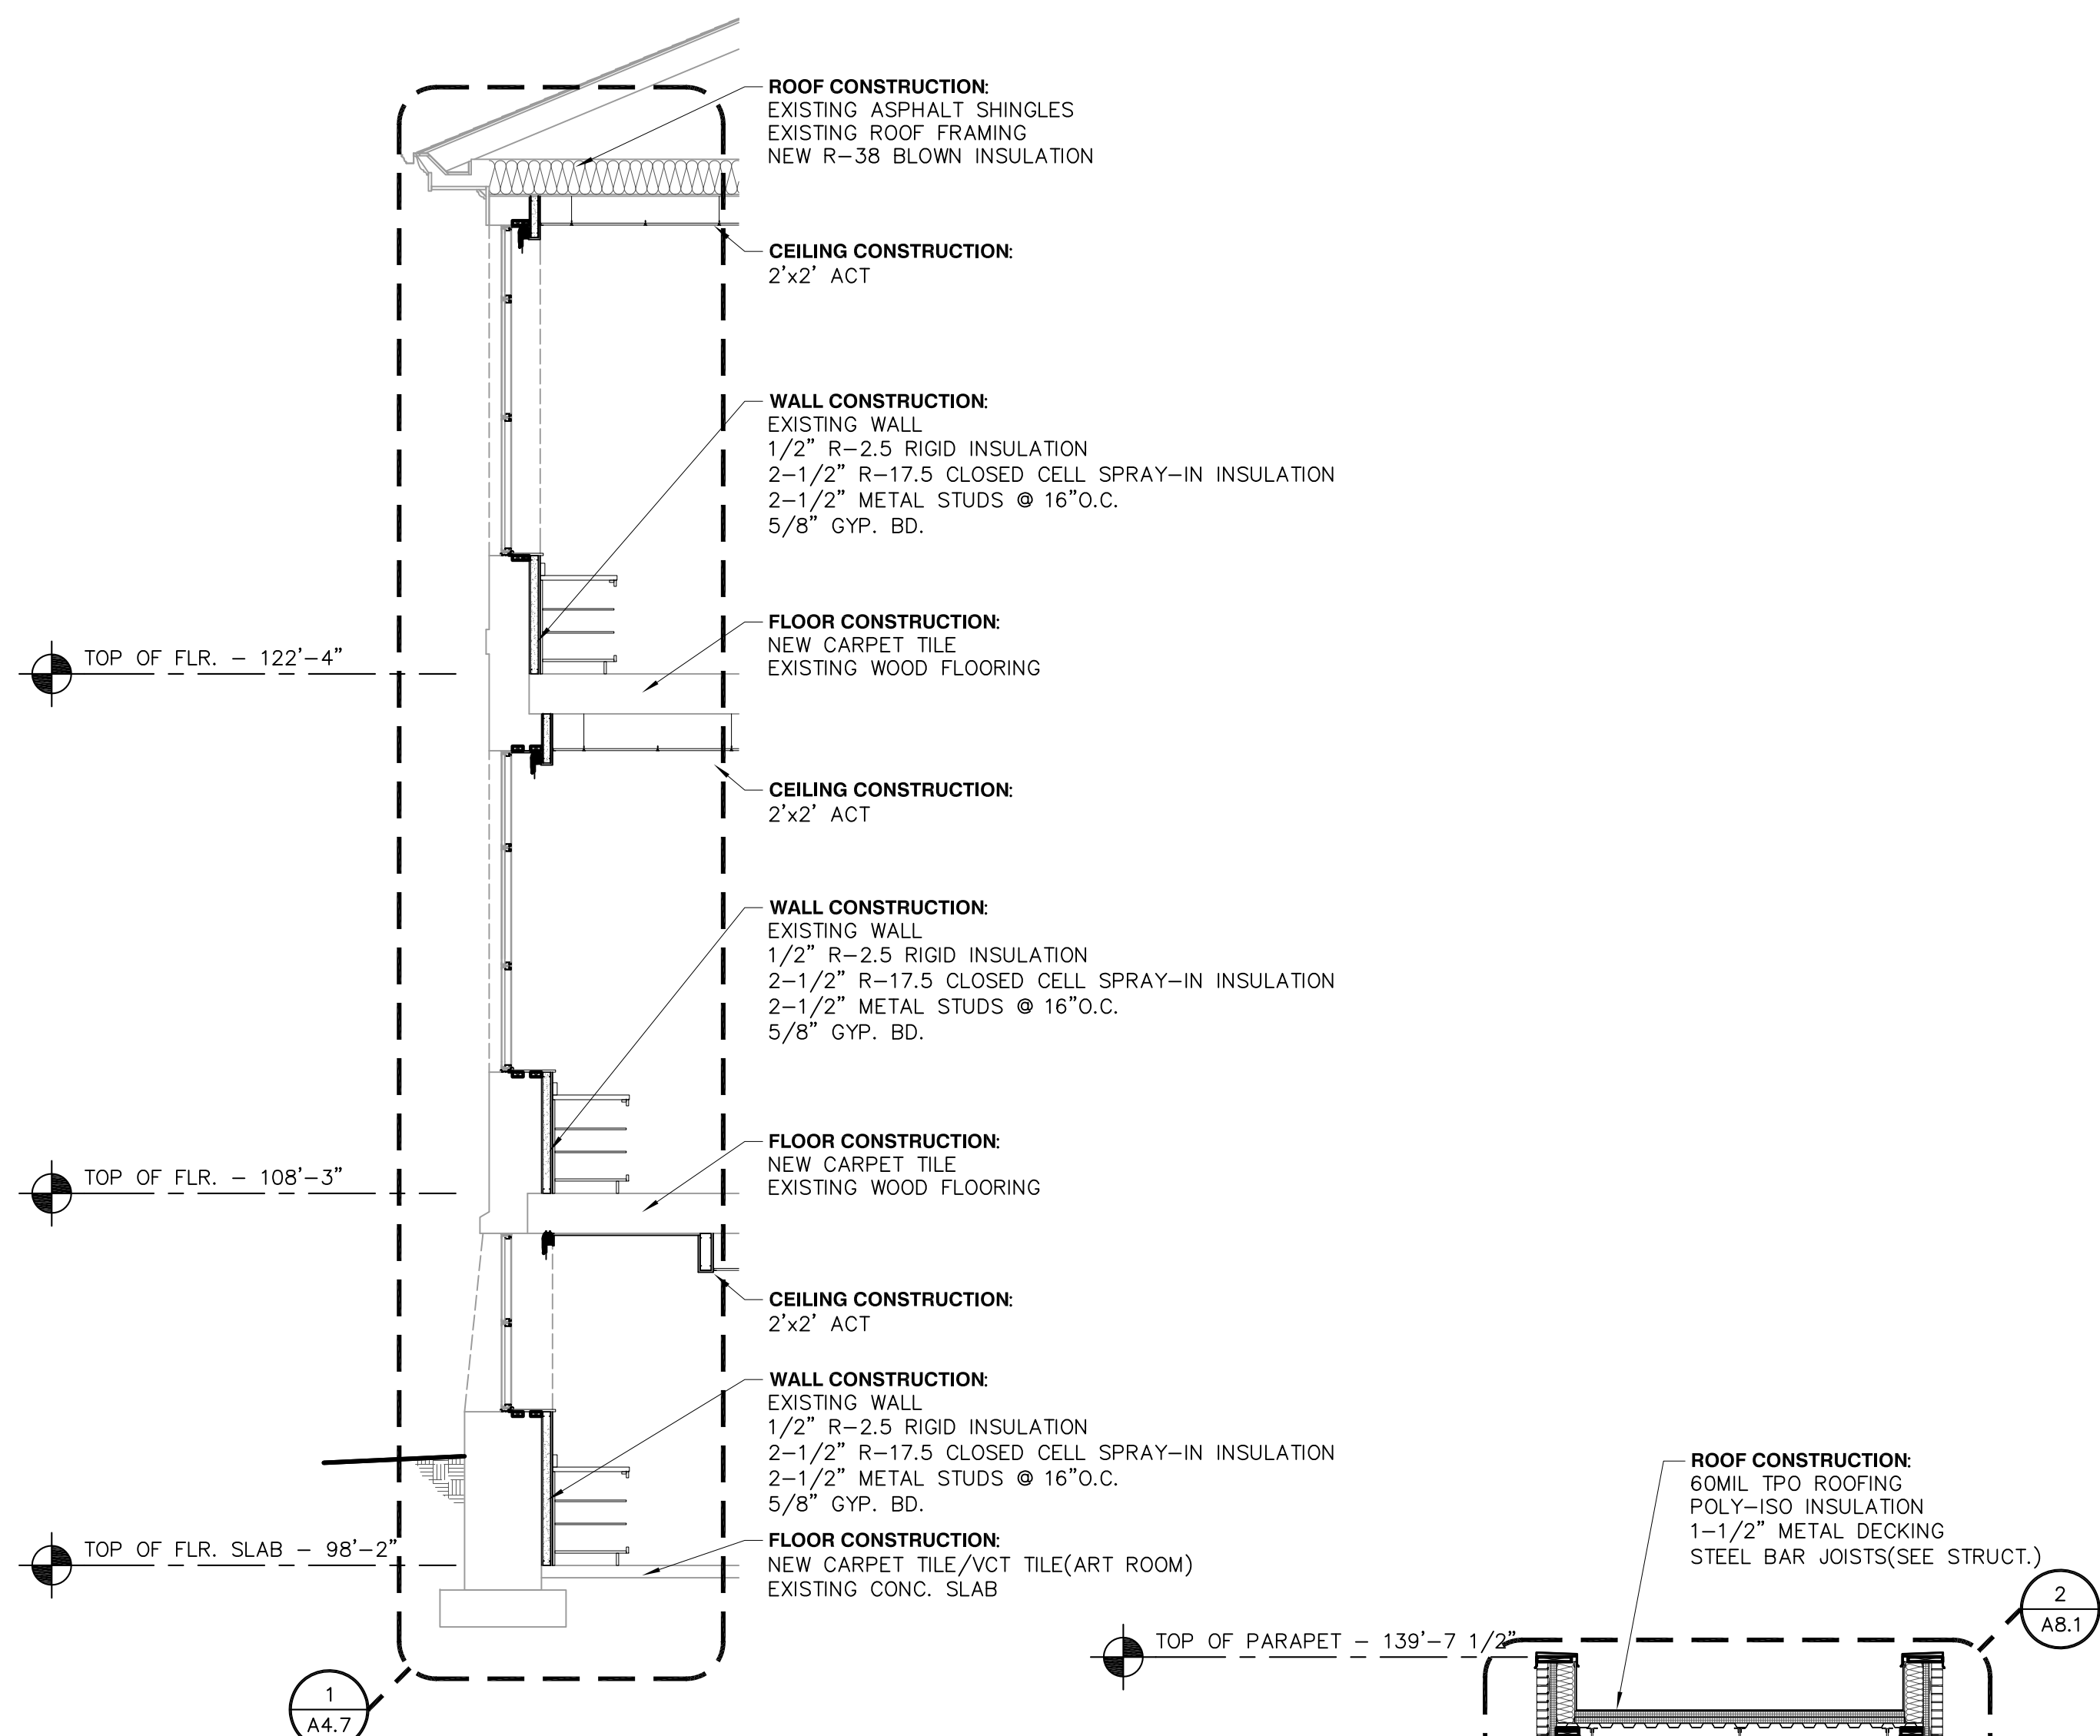 ROOF CONSTRUCTION:
EXISTING ASPHALT SHINGLES
EXISTING ROOF FRAMING
NEW R-38 BLOWN INSULATION
CEILING CONSTRUCTION:
2'x2' ACT
WALL CONSTRUCTION:
EXISTING WALL
1/2" R-2.5 RIGID INSULATION
2-1/2" R-17.5 CLOSED CELL SPRAY-IN INSULATION
2-1/2" METAL STUDS @ 16"O.C.
5/8" GYP. BD.
FLOOR CONSTRUCTION:
NEW CARPET TILE
EXISTING WOOD FLOORING
TOP OF FLR. - 122'-4"
CEILING CONSTRUCTION:
2'x2' ACT
WALL CONSTRUCTION:
EXISTING WALL
1/2" R-2.5 RIGID INSULATION
2-1/2" R-17.5 CLOSED CELL SPRAY-IN INSULATION
2-1/2" METAL STUDS @ 16"O.C.
5/8" GYP. BD.
FLOOR CONSTRUCTION:
NEW CARPET TILE
EXISTING WOOD FLOORING
TOP OF FLR. - 108'-3"
CEILING CONSTRUCTION:
2'x2' ACT
WALL CONSTRUCTION:
EXISTING WALL
1/2" R-2.5 RIGID INSULATION
2-1/2" R-17.5 CLOSED CELL SPRAY-IN INSULATION
2-1/2" METAL STUDS @ 16"O.C.
5/8" GYP. BD.
TOP OF FLR. SLAB - 98'-2"
FLOOR CONSTRUCTION:
NEW CARPET TILE/VCT TILE(ART ROOM)
EXISTING CONC. SLAB
1
A4.7
ROOF CONSTRUCTION:
60MIL TPO ROOFING
POLY-ISO INSULATION
1-1/2" METAL DECKING
STEEL BAR JOISTS(SEE STRUCT.)
2
A8.1
TOP OF PARAPET - 139'-7 1/2"